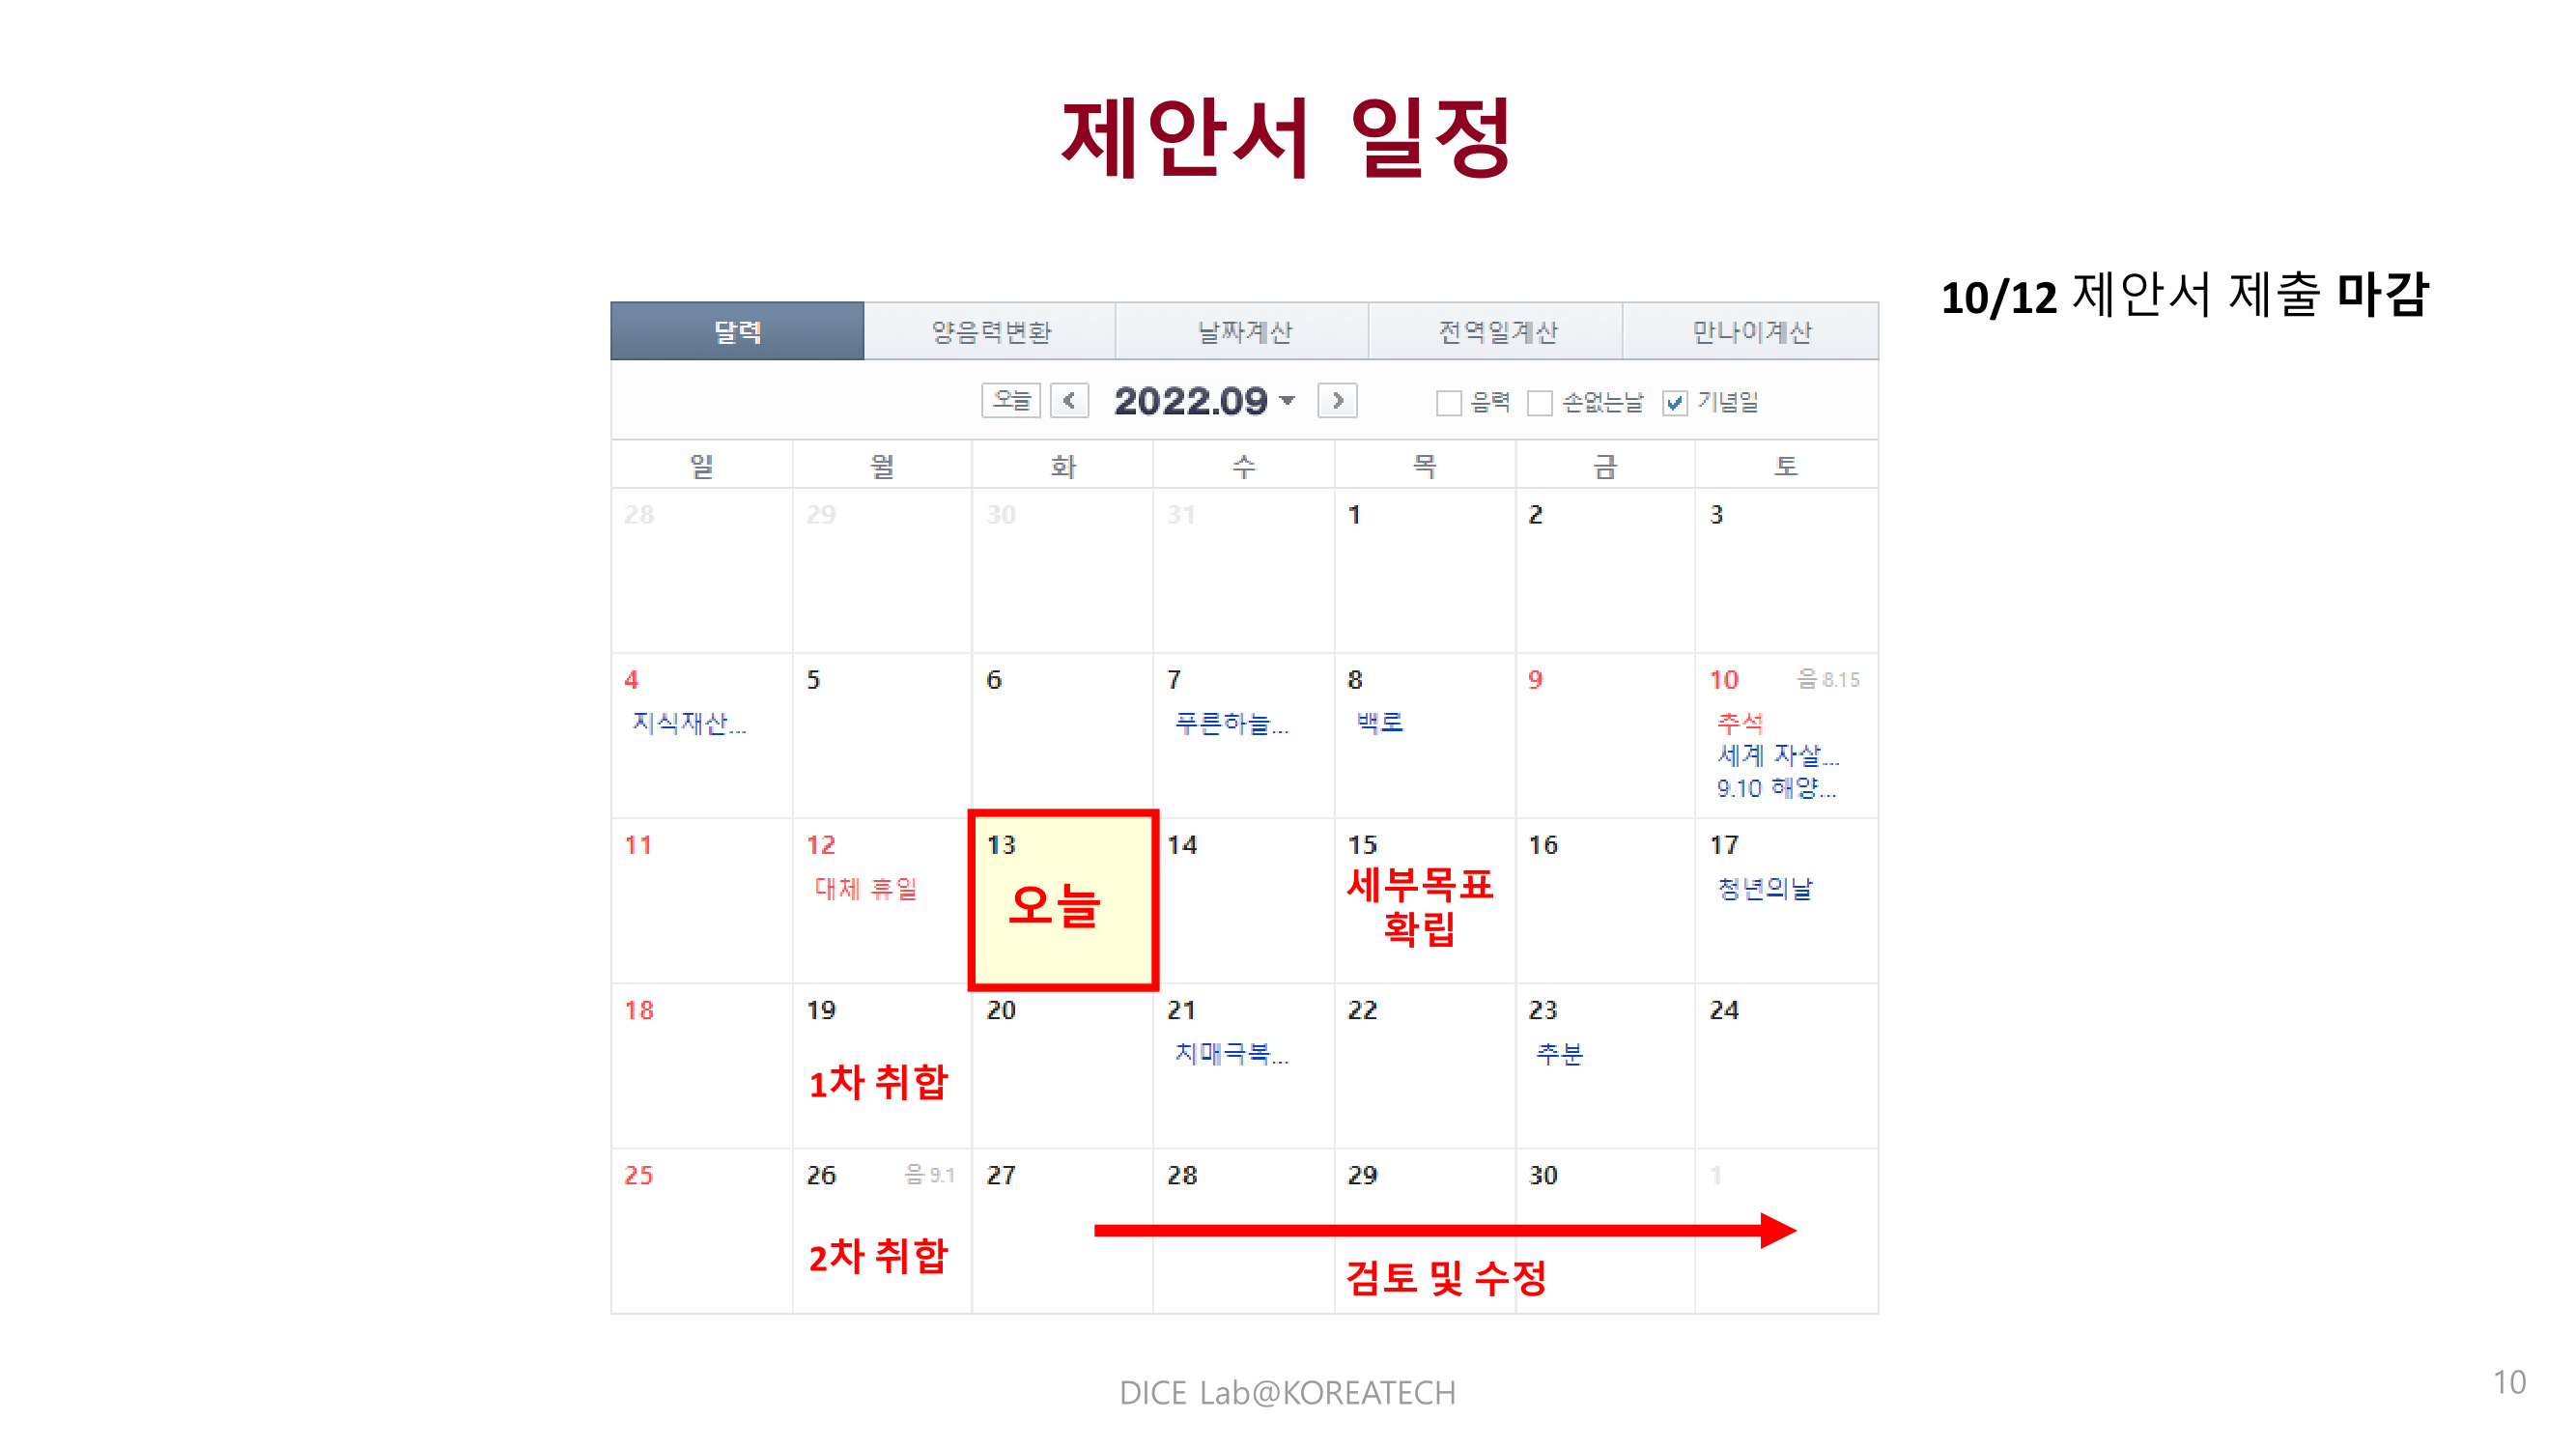 제안서 일정
10/12 제안서 제출 마감
달력 양음력변환 날짜계산 전역일계산 만나이계산
오늘 < 2022.09 > 음력 손없는날 기념일
일 월 화 수 목 금 토
28 29 30 31 1 2 3
4 5 6 7 8 9 10 음 8.15
지식재산... 푸른하늘... 백로 추석
세계 자살...
9.10 해양...
11 12 13 14 15 16 17
대체 휴일 오늘 세부목표 청년의날
확립
18 19 20 21 22 23 24
치매극복... 추분
1차 취합
25 26 음 9.1 27 28 29 30 1
2차 취합
검토 및 수정
DICE Lab@KOREATECH
10